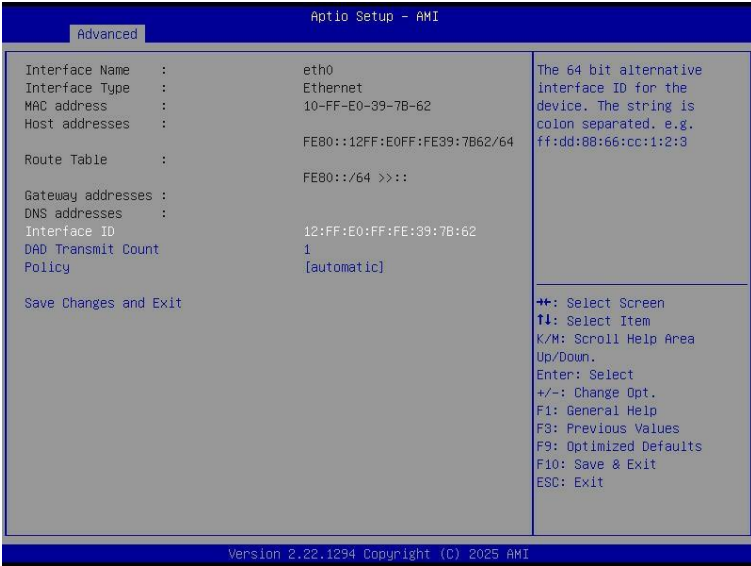 Aptio Setup - AMI
Advanced
Interface Name : eth0
Interface Type : Ethernet
MAC address : 10-FF-E0-39-7B-62
Host addresses :
FE80::12FF:E0FF:FE39:7B62/64
Route Table :
FE80::/64 >>::
Gateway addresses :
DNS addresses :
Interface ID 12:FF:E0:FF:FE:39:7B:62
DAD Transmit Count 1
Policy [automatic]
Save Changes and Exit
The 64 bit alternative
interface ID for the
device. The string is
colon separated. e.g.
ff:dd:88:66:cc:1:2:3
→←: Select Screen
↑↓: Select Item
K/M: Scroll Help Area
Up/Down.
Enter: Select
+/-: Change Opt.
F1: General Help
F3: Previous Values
F9: Optimized Defaults
F10: Save & Exit
ESC: Exit
Version 2.22.1294 Copyright (C) 2025 AMI